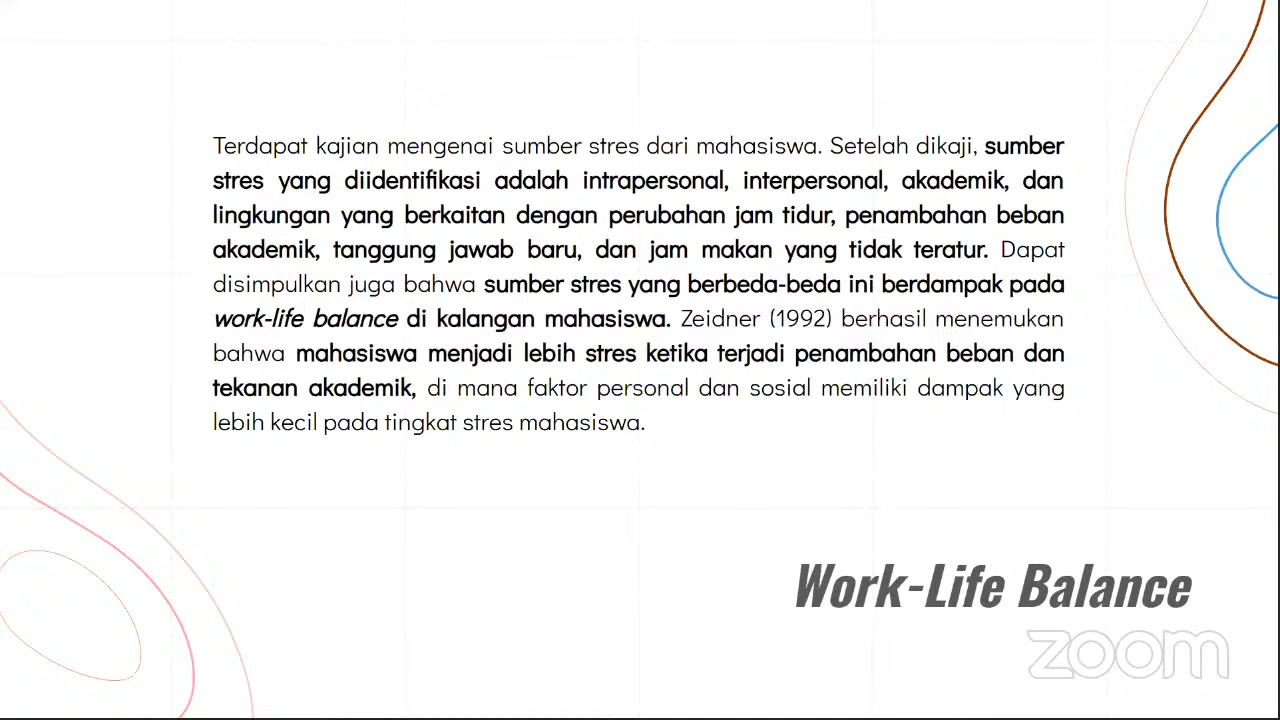 Terdapat kajian mengenai sumber stres dari mahasiswa. Setelah dikaji, sumber
stres yang diidentifikasi adalah intrapersonal, interpersonal, akademik, dan
lingkungan yang berkaitan dengan perubahan jam tidur, penambahan beban
akademik, tanggung jawab baru, dan jam makan yang tidak teratur. Dapat
disimpulkan juga bahwa sumber stres yang berbeda-beda ini berdampak pada
work-life balance di kalangan mahasiswa. Zeidner (1992) berhasil menemukan
bahwa mahasiswa menjadi lebih stres ketika terjadi penambahan beban dan
tekanan akademik, di mana faktor personal dan sosial memiliki dampak yang
lebih kecil pada tingkat stres mahasiswa.
Work-Life Balance
zoom